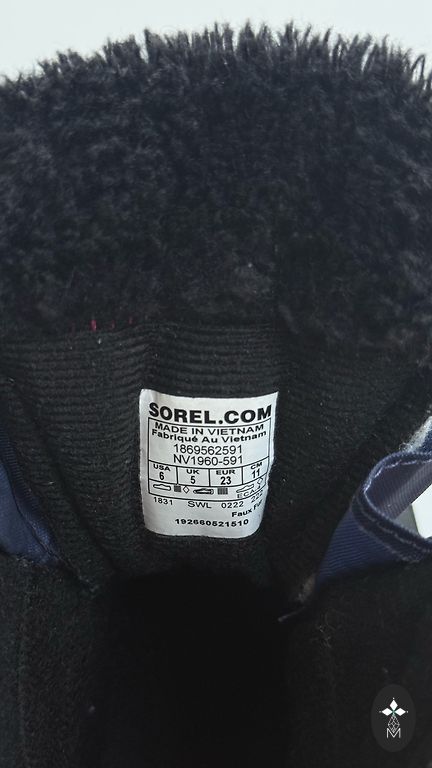 SOREL.COM
MADE IN VIETNAM
Fabriqué Au Vietnam
1869562591
NV1960-591
USA UK EUR CM
6 5 23 11
1831 SWL 0222
Faux Fur
192660521510
M